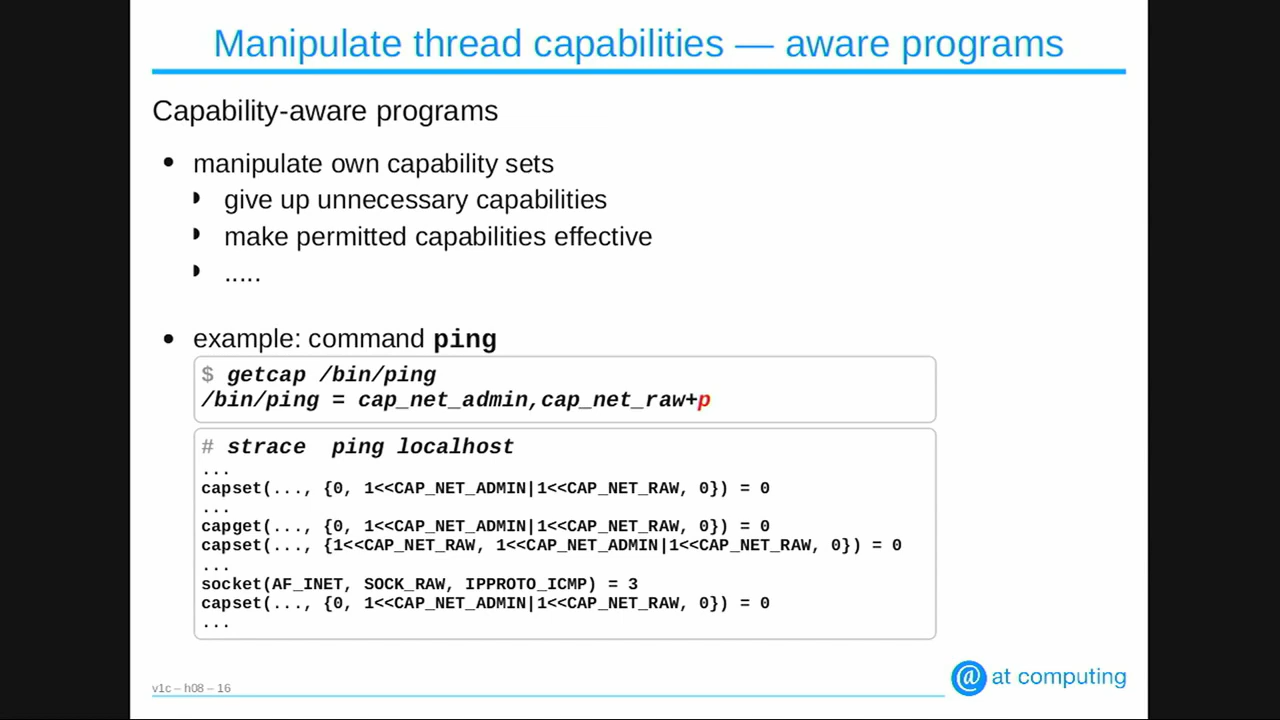 Manipulate thread capabilities — aware programs
Capability-aware programs
• manipulate own capability sets
◗ give up unnecessary capabilities
◗ make permitted capabilities effective
◗ .....
• example: command ping
$ getcap /bin/ping
/bin/ping = cap_net_admin,cap_net_raw+p
# strace  ping localhost
...
capset(..., {0, 1<<CAP_NET_ADMIN|1<<CAP_NET_RAW, 0}) = 0
...
capget(..., {0, 1<<CAP_NET_ADMIN|1<<CAP_NET_RAW, 0}) = 0
capset(..., {1<<CAP_NET_RAW, 1<<CAP_NET_ADMIN|1<<CAP_NET_RAW, 0}) = 0
...
socket(AF_INET, SOCK_RAW, IPPROTO_ICMP) = 3
capset(..., {0, 1<<CAP_NET_ADMIN|1<<CAP_NET_RAW, 0}) = 0
...
v1c – h08 – 16
@ at computing